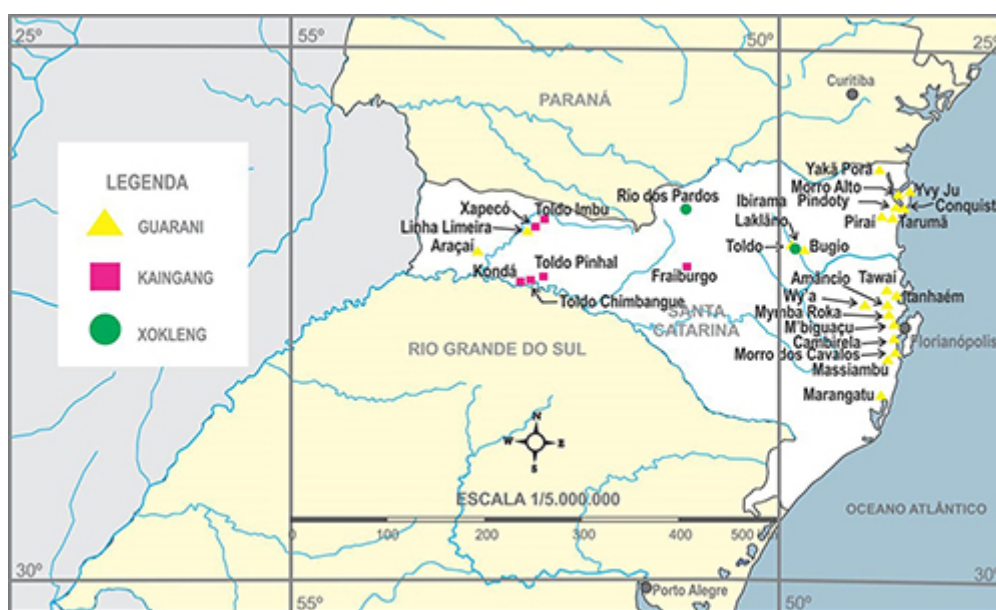 25º
55º
50º
25º
Curitiba
PARANÁ
LEGENDA
GUARANI
KAINGANG
XOKLENG
Yakã Porã
Morro Alto
Yvy Ju
Pindoty
Conquist
Piraí
Tarumã
Rio dos Pardos
Ibirama
Laklãno
Toldo
Bugio
Xapecó
Toldo Imbu
Linha Limeira
Araçaí
Kondá
Toldo Pinhal
Toldo Chimbangue
Fraiburgo
SANTA
CATARINA
Amâncio
Tawai
Itanhaém
Wy'a
Mymba Roka
M'biguaçu
Florianópolis
Cambirela
Morro dos Cavalos
Massiambu
Marangatu
RIO GRANDE DO SUL
N
W
E
S
ESCALA 1/5.000.000
100
200
300
400
500
OCEANO ATLÂNTICO
30º
30º
55º
50º
Porto Alegre